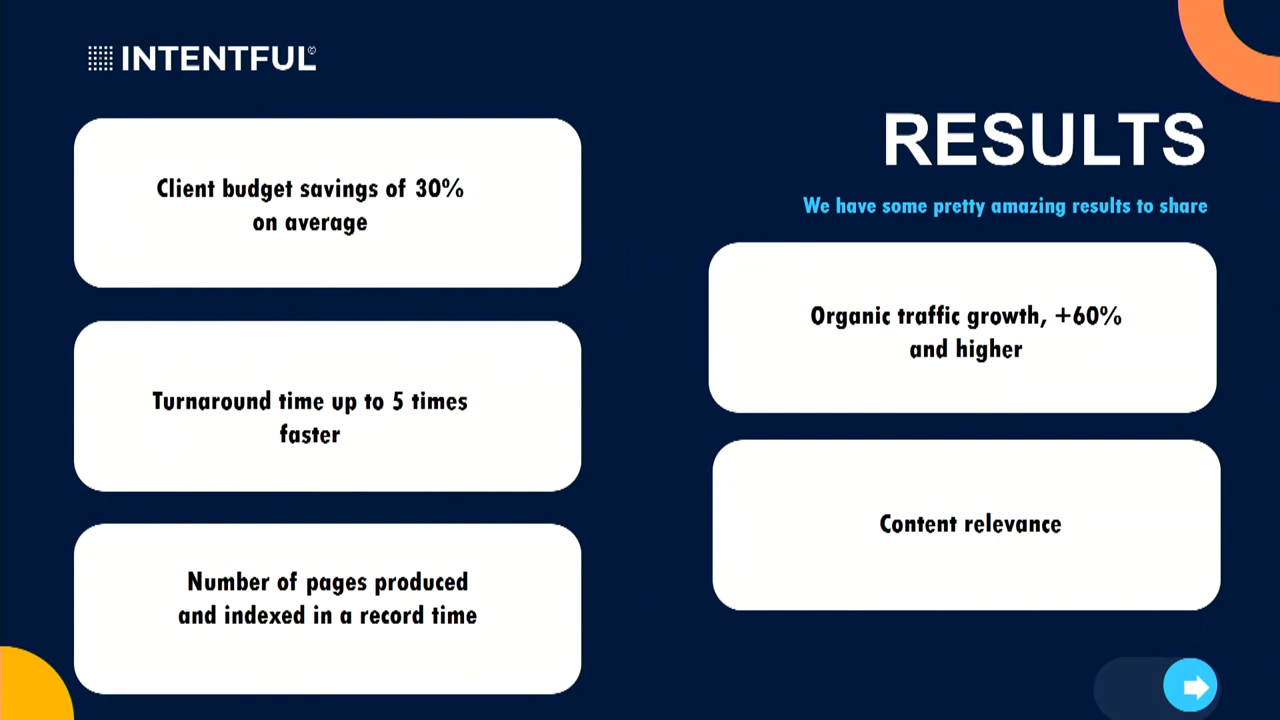 INTENTFUL©
RESULTS
We have some pretty amazing results to share
Client budget savings of 30%
on average
Turnaround time up to 5 times
faster
Number of pages produced
and indexed in a record time
Organic traffic growth, +60%
and higher
Content relevance